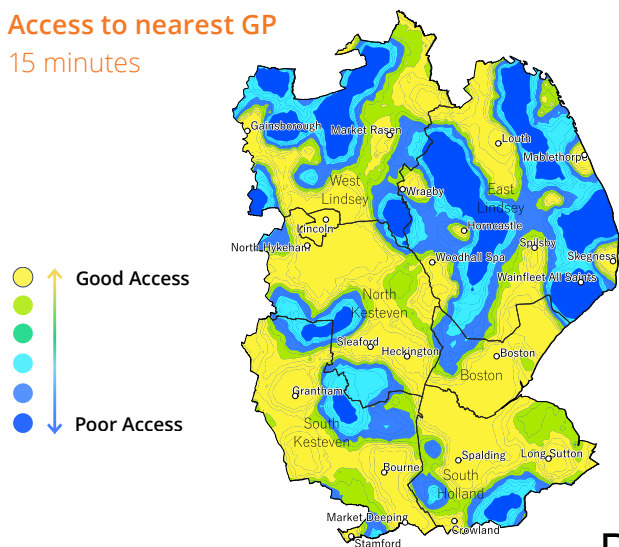 Access to nearest GP
15 minutes
Gainsborough
Market Rasen
Louth
Mablethorpe
West
Lindsey
Wragby
East
Lindsey
Lincoln
Horncastle
North Hykeham
Spilsby
Woodhall Spa
Skegness
Wainfleet All Saints
Good Access
North
Kesteven
Sleaford
Heckington
Boston
Boston
Grantham
Poor Access
South
Kesteven
Spalding
Long Sutton
Bourne
South
Holland
Market Deeping
Crowland
Stamford